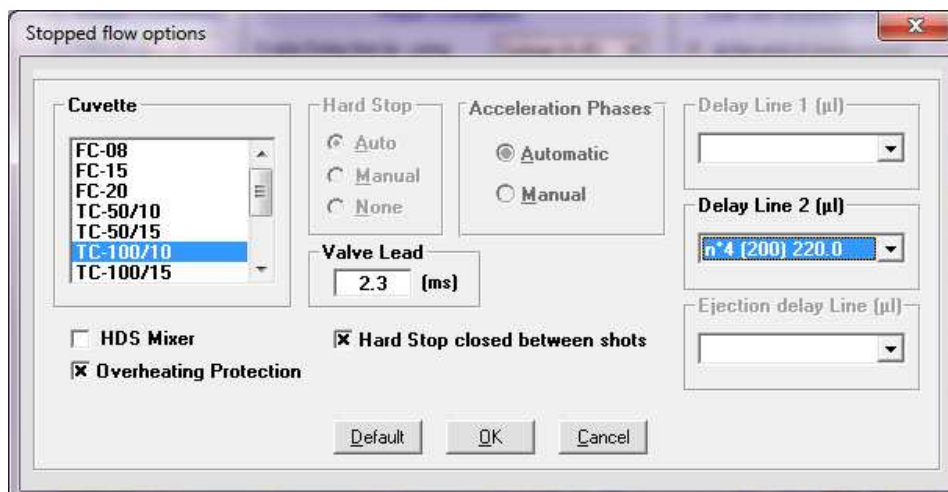 Stopped flow options
Cuvette
FC-08
FC-15
FC-20
TC-50/10
TC-50/15
TC-100/10
TC-100/15
HDS Mixer
Overheating Protection
Hard Stop
Auto
Manual
None
Acceleration Phases
Automatic
Manual
Valve Lead
2.3 (ms)
Hard Stop closed between shots
Delay Line 1 (µl)
Delay Line 2 (µl)
n°4 (200) 220.0
Ejection delay Line (µl)
Default OK Cancel